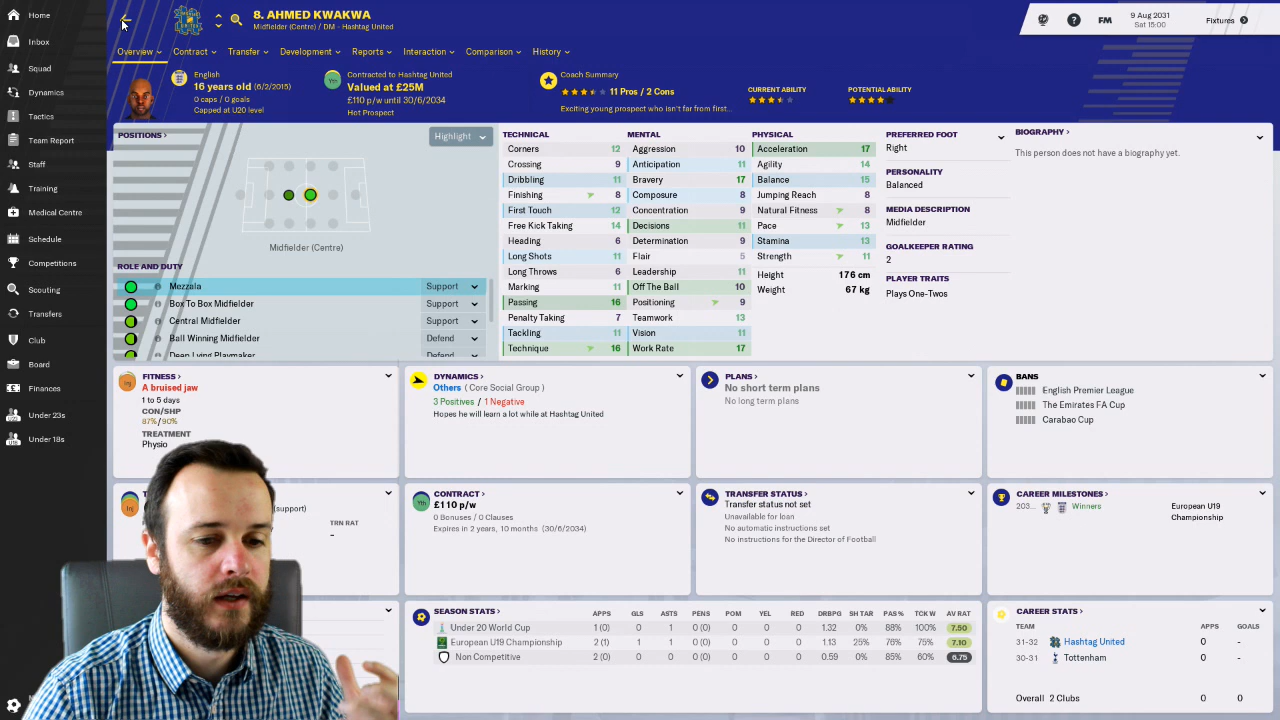 Home
Inbox
Squad
Dynamics
Tactics
Team Report
Staff
Training
Medical Centre
Schedule
Competitions
Scouting
Transfers
Club
Board
Finances
Under 23s
Under 18s
8. AHMED KWAKWA
Midfielder (Centre) / DM - Hashtag United
FM
9 Aug 2031
Sat 15:00
Fixtures
Overview Contract Transfer Development Reports Interaction Comparison History
English
16 years old (6/2/2015)
0 caps / 0 goals
Capped at U20 level
Contracted to Hashtag United
Valued at £25M
£110 p/w until 30/6/2034
Hot Prospect
Coach Summary
11 Pros / 2 Cons
Exciting young prospect who isn't far from first...
CURRENT ABILITY
POTENTIAL ABILITY
POSITIONS
Highlight
Midfielder (Centre)
ROLE AND DUTY
Mezzala Support
Box To Box Midfielder Support
Central Midfielder Support
Ball Winning Midfielder Defend
Deep Lying Playmaker Defend
TECHNICAL
Corners 12
Crossing 9
Dribbling 11
Finishing 8
First Touch 12
Free Kick Taking 14
Heading 6
Long Shots 11
Long Throws 6
Marking 11
Passing 16
Penalty Taking 7
Tackling 11
Technique 16
MENTAL
Aggression 10
Anticipation 11
Bravery 17
Composure 8
Concentration 9
Decisions 11
Determination 9
Flair 5
Leadership 11
Off The Ball 10
Positioning 9
Teamwork 13
Vision 11
Work Rate 17
PHYSICAL
Acceleration 17
Agility 14
Balance 15
Jumping Reach 8
Natural Fitness 8
Pace 13
Stamina 13
Strength 11
Height 176 cm
Weight 67 kg
PREFERRED FOOT
Right
PERSONALITY
Balanced
MEDIA DESCRIPTION
Midfielder
GOALKEEPER RATING
2
PLAYER TRAITS
Plays One-Twos
BIOGRAPHY
This person does not have a biography yet.
FITNESS
A bruised jaw
1 to 5 days
CON/SHP
87%/90%
TREATMENT
Physio
DYNAMICS
Others ( Core Social Group )
3 Positives / 1 Negative
Hopes he will learn a lot while at Hashtag United
PLANS
No short term plans
No long term plans
BANS
English Premier League
The Emirates FA Cup
Carabao Cup
(support)
TRN RAT
-
CONTRACT
£110 p/w
0 Bonuses / 0 Clauses
Expires in 2 years, 10 months (30/6/2034)
TRANSFER STATUS
Transfer status not set
Unavailable for loan
No automatic instructions set
No instructions for the Director of Football
CAREER MILESTONES
203... Winners European U19 Championship
SEASON STATS APPS GLS ASTS PENS POM YEL RED DRBPG SH TAR PAS% TCK W AV RAT
Under 20 World Cup 1 (0) 0 1 0 (0) 0 0 0 1.32 0% 88% 100% 7.50
European U19 Championship 2 (1) 1 1 0 (0) 0 0 0 1.13 25% 76% 75% 7.10
Non Competitive 2 (0) 0 0 0 (0) 0 0 0 0.59 0% 85% 60% 6.75
CAREER STATS
TEAM APPS GOALS
31-32 Hashtag United 0 -
30-31 Tottenham 0 -
Overall 2 Clubs 0 0